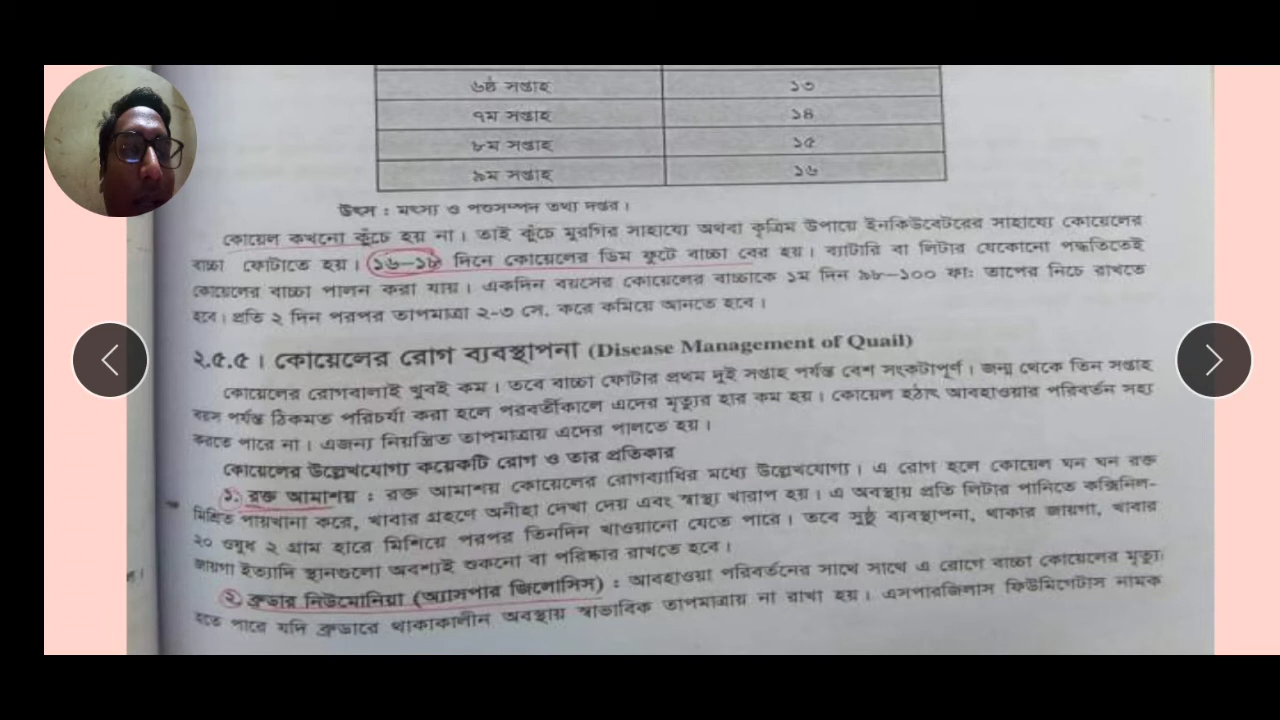 ৬ষ্ঠ সপ্তাহ ১৩
৭ম সপ্তাহ ১৪
৮ম সপ্তাহ ১৫
৯ম সপ্তাহ ১৬
উৎস : মৎস্য ও পশুসম্পদ তথ্য দপ্তর।
কোয়েল কখনো কুঁচে হয় না। তাই কুঁচে মুরগির সাহায্যে অথবা কৃত্রিম উপায়ে ইনকিউবেটরের সাহায্যে কোয়েলের
বাচ্চা ফোটাতে হয়। ১৬–১৮ দিনে কোয়েলের ডিম ফুটে বাচ্চা বের হয়। ব্যাটারি বা লিটার যেকোনো পদ্ধতিতেই
কোয়েলের বাচ্চা পালন করা যায়। একদিন বয়সের কোয়েলের বাচ্চাকে ১ম দিন ৯৮–১০০ ফাঃ তাপের নিচে রাখতে
হবে। প্রতি ২ দিন পরপর তাপমাত্রা ২-৩ সে. করে কমিয়ে আনতে হবে।
২.৫.৫। কোয়েলের রোগ ব্যবস্থাপনা (Disease Management of Quail)
কোয়েলের রোগবালাই খুবই কম। তবে বাচ্চা ফোটার প্রথম দুই সপ্তাহ পর্যন্ত বেশ সংকটাপূর্ণ। জন্ম থেকে তিন সপ্তাহ
বয়স পর্যন্ত ঠিকমত পরিচর্যা করা হলে পরবর্তীকালে এদের মৃত্যুর হার কম হয়। কোয়েল হঠাৎ আবহাওয়ার পরিবর্তন সহ্য
করতে পারে না। এজন্য নিয়ন্ত্রিত তাপমাত্রায় এদের পালতে হয়।
কোয়েলের উল্লেখযোগ্য কয়েকটি রোগ ও তার প্রতিকার
১. রক্ত আমাশয় : রক্ত আমাশয় কোয়েলের রোগব্যাধির মধ্যে উল্লেখযোগ্য। এ রোগ হলে কোয়েল ঘন ঘন রক্ত
মিশ্রিত পায়খানা করে, খাবার গ্রহণে অনীহা দেখা দেয় এবং স্বাস্থ্য খারাপ হয়। এ অবস্থায় প্রতি লিটার পানিতে কক্সিনিল-
২০ ওষুধ ২ গ্রাম হারে মিশিয়ে পরপর তিনদিন খাওয়ানো যেতে পারে। তবে সুষ্ঠু ব্যবস্থাপনা, থাকার জায়গা, খাবার
জায়গা ইত্যাদি স্থানগুলো অবশ্যই শুকনো বা পরিষ্কার রাখতে হবে।
২. ব্রুডার নিউমোনিয়া (অ্যাসপার জিলোসিস) : আবহাওয়া পরিবর্তনের সাথে সাথে এ রোগে বাচ্চা কোয়েলের মৃত্যু
হতে পারে যদি ব্রুডারে থাকাকালীন অবস্থায় স্বাভাবিক তাপমাত্রায় না রাখা হয়। এসপারজিলাস ফিউমিগেটাস নামক